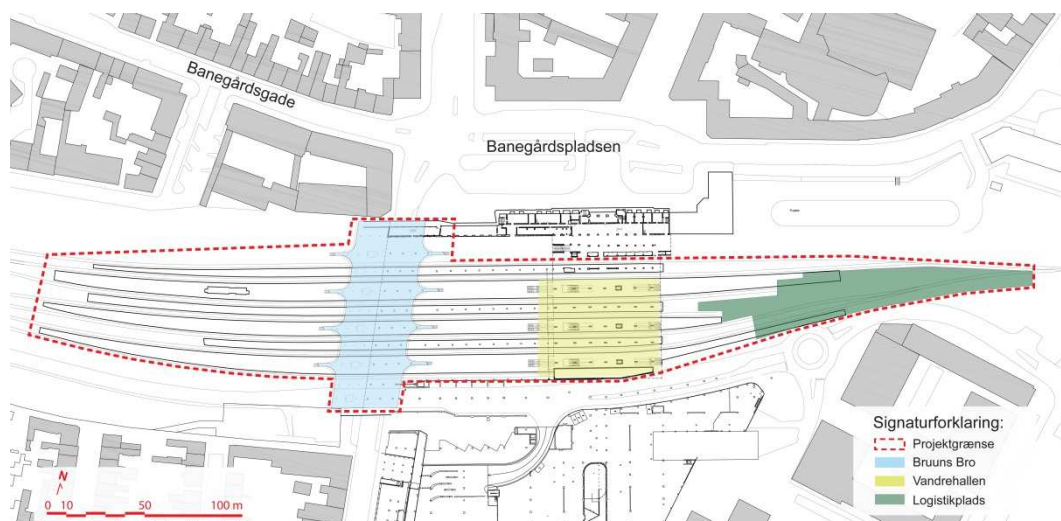 Banegårdsgade
Banegårdspladsen
Signaturforklaring:
Projektgrænse
Bruuns Bro
Vandrehallen
Logistikplads
N
0 10 50 100 m